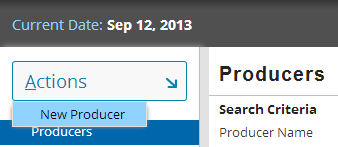 Current Date: Sep 12, 2013
Actions
New Producer
Producers
Producers
Search Criteria
Producer Name